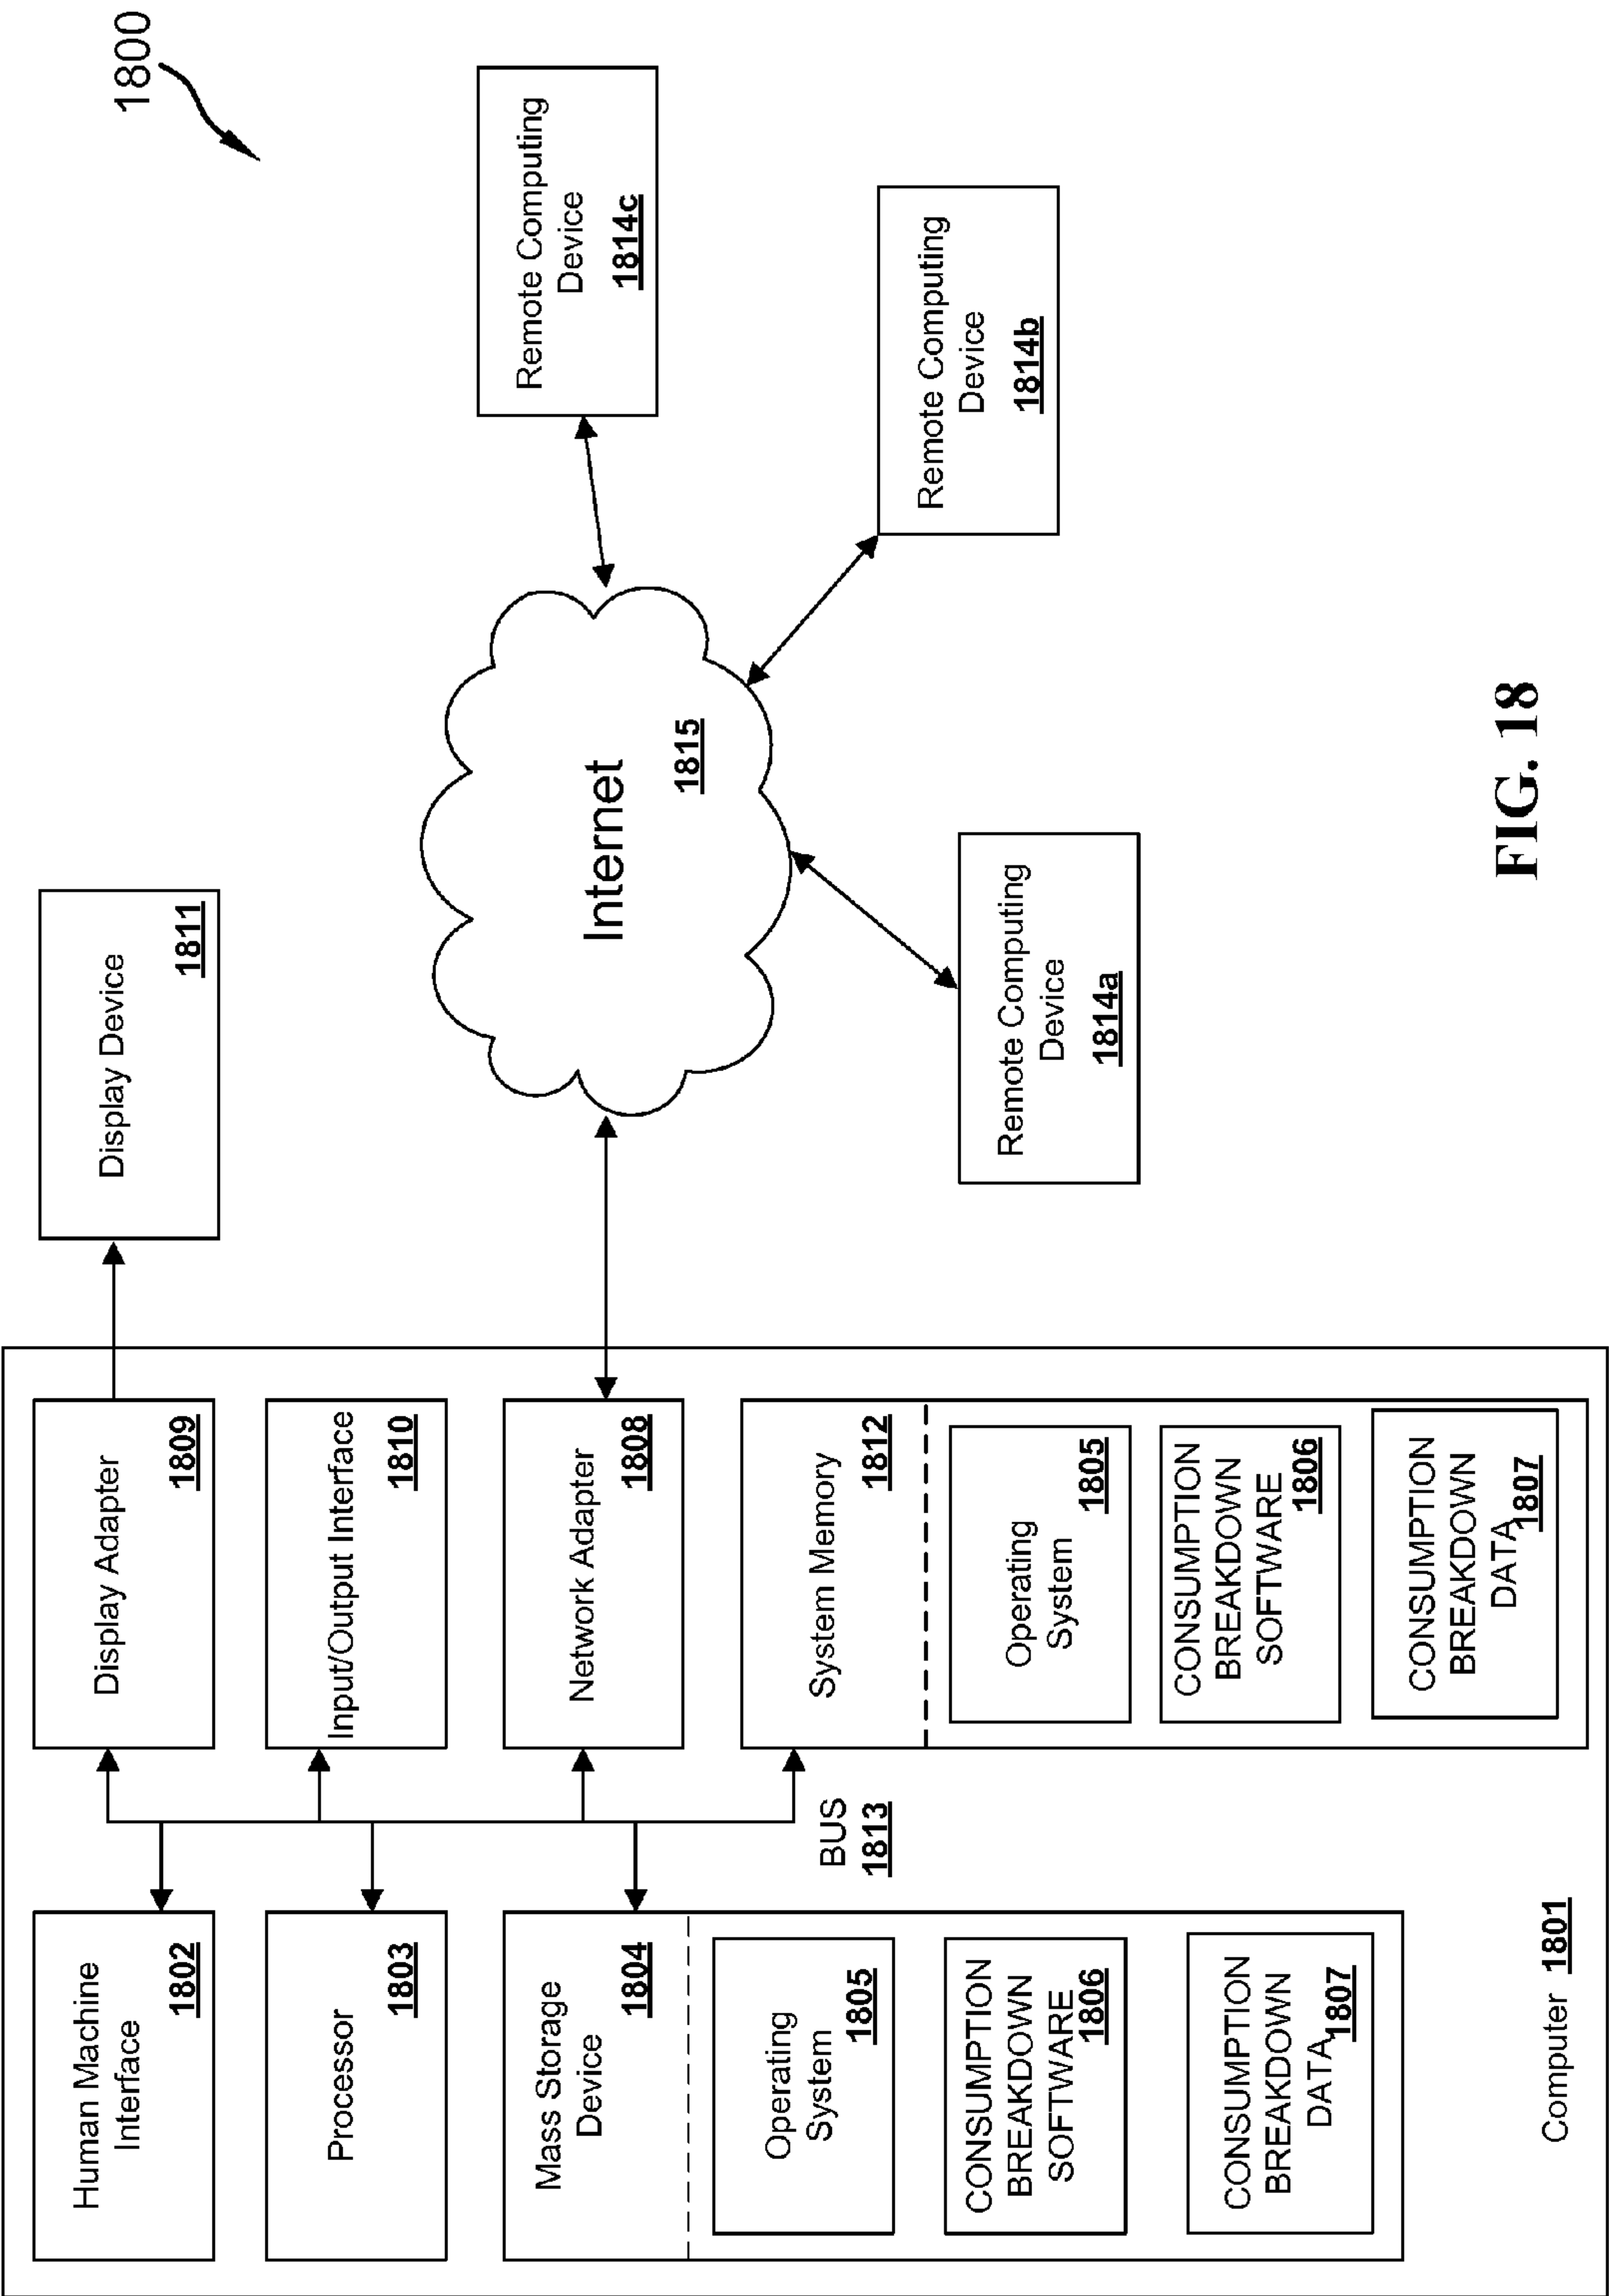 1800
Human Machine
Interface
1802
Processor
1803
Mass Storage
Device
1804
Operating
System
1805
CONSUMPTION
BREAKDOWN
SOFTWARE
1806
CONSUMPTION
BREAKDOWN
DATA
1807
Computer 1801
BUS
1813
Display Adapter
1809
Input/Output Interface
1810
Network Adapter
1808
System Memory
1812
Operating
System
1805
CONSUMPTION
BREAKDOWN
SOFTWARE
1806
CONSUMPTION
BREAKDOWN
DATA
1807
Display Device
1811
Internet
1815
Remote Computing
Device
1814a
Remote Computing
Device
1814b
Remote Computing
Device
1814c
FIG. 18